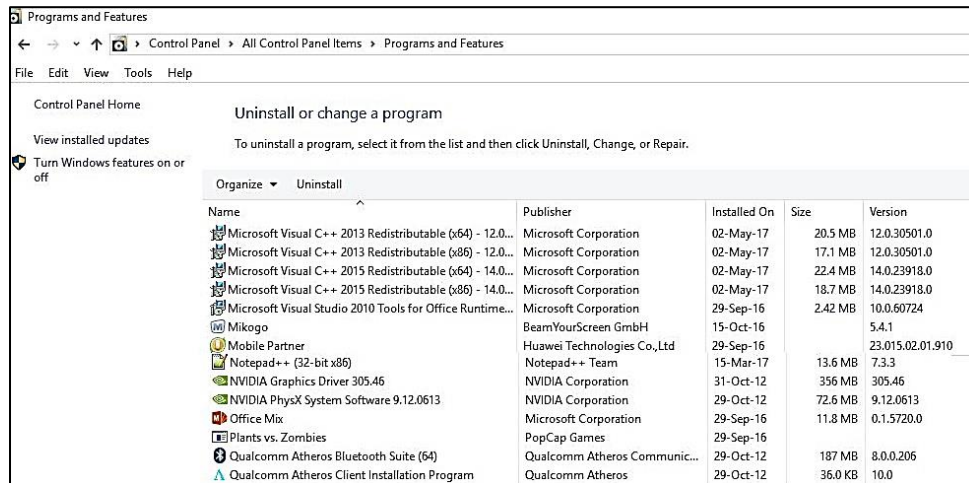 Programs and Features
Control Panel > All Control Panel Items > Programs and Features
File Edit View Tools Help
Control Panel Home
View installed updates
Turn Windows features on or
off
Uninstall or change a program
To uninstall a program, select it from the list and then click Uninstall, Change, or Repair.
Organize Uninstall
Name Publisher Installed On Size Version
Microsoft Visual C++ 2013 Redistributable (x64) - 12.0... Microsoft Corporation 02-May-17 20.5 MB 12.0.30501.0
Microsoft Visual C++ 2013 Redistributable (x86) - 12.0... Microsoft Corporation 02-May-17 17.1 MB 12.0.30501.0
Microsoft Visual C++ 2015 Redistributable (x64) - 14.0... Microsoft Corporation 02-May-17 22.4 MB 14.0.23918.0
Microsoft Visual C++ 2015 Redistributable (x86) - 14.0... Microsoft Corporation 02-May-17 18.7 MB 14.0.23918.0
Microsoft Visual Studio 2010 Tools for Office Runtime... Microsoft Corporation 29-Sep-16 2.42 MB 10.0.60724
Mikogo BeamYourScreen GmbH 15-Oct-16 5.4.1
Mobile Partner Huawei Technologies Co.,Ltd 29-Sep-16 23.015.02.01.910
Notepad++ (32-bit x86) Notepad++ Team 15-Mar-17 13.6 MB 7.3.3
NVIDIA Graphics Driver 305.46 NVIDIA Corporation 31-Oct-12 356 MB 305.46
NVIDIA PhysX System Software 9.12.0613 NVIDIA Corporation 29-Oct-12 72.6 MB 9.12.0613
Office Mix Microsoft Corporation 29-Sep-16 11.8 MB 0.1.5720.0
Plants vs. Zombies PopCap Games 29-Sep-16
Qualcomm Atheros Bluetooth Suite (64) Qualcomm Atheros Communic... 29-Oct-12 187 MB 8.0.0.206
Qualcomm Atheros Client Installation Program Qualcomm Atheros 29-Oct-12 36.0 KB 10.0